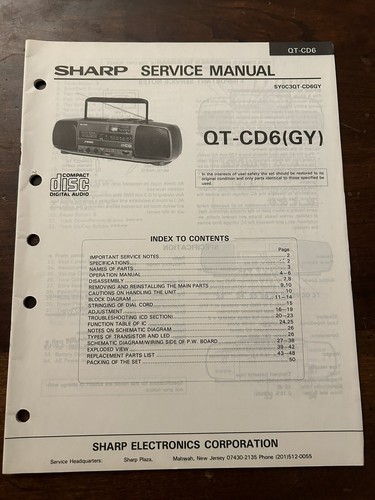 QT-CD6
SHARP SERVICE MANUAL
SY0C3QT-CD6GY
QT-CD6(GY)
COMPACT
disc
DIGITAL AUDIO
In the interests of user-safety the set should be restored to its
original condition and only parts identical to those specified be
used.
INDEX TO CONTENTS
Page
IMPORTANT SERVICE NOTES 2
SPECIFICATIONS 2
NAMES OF PARTS 3
OPERATION MANUAL 4~6
DISASSEMBLY 7,8
REMOVING AND REINSTALLING THE MAIN PARTS 9,10
CAUTIONS ON HANDLING THE UNIT 10
BLOCK DIAGRAM 11~14
STRINGING OF DIAL CORD 15
ADJUSTMENT 16~19
TROUBLESHOOTING (CD SECTION) 20~23
FUNCTION TABLE OF IC 24,25
NOTES ON SCHEMATIC DIAGRAM 26
TYPES OF TRANSISTOR AND LED 26
SCHEMATIC DIAGRAM/WIRING SIDE OF P.W. BOARD 27~38
EXPLODED VIEW 39~42
REPLACEMENT PARTS LIST 43~48
PACKING OF THE SET 50
SHARP ELECTRONICS CORPORATION
Service Headquarters: Sharp Plaza, Mahwah, New Jersey 07430-2135 Phone (201)512-0055